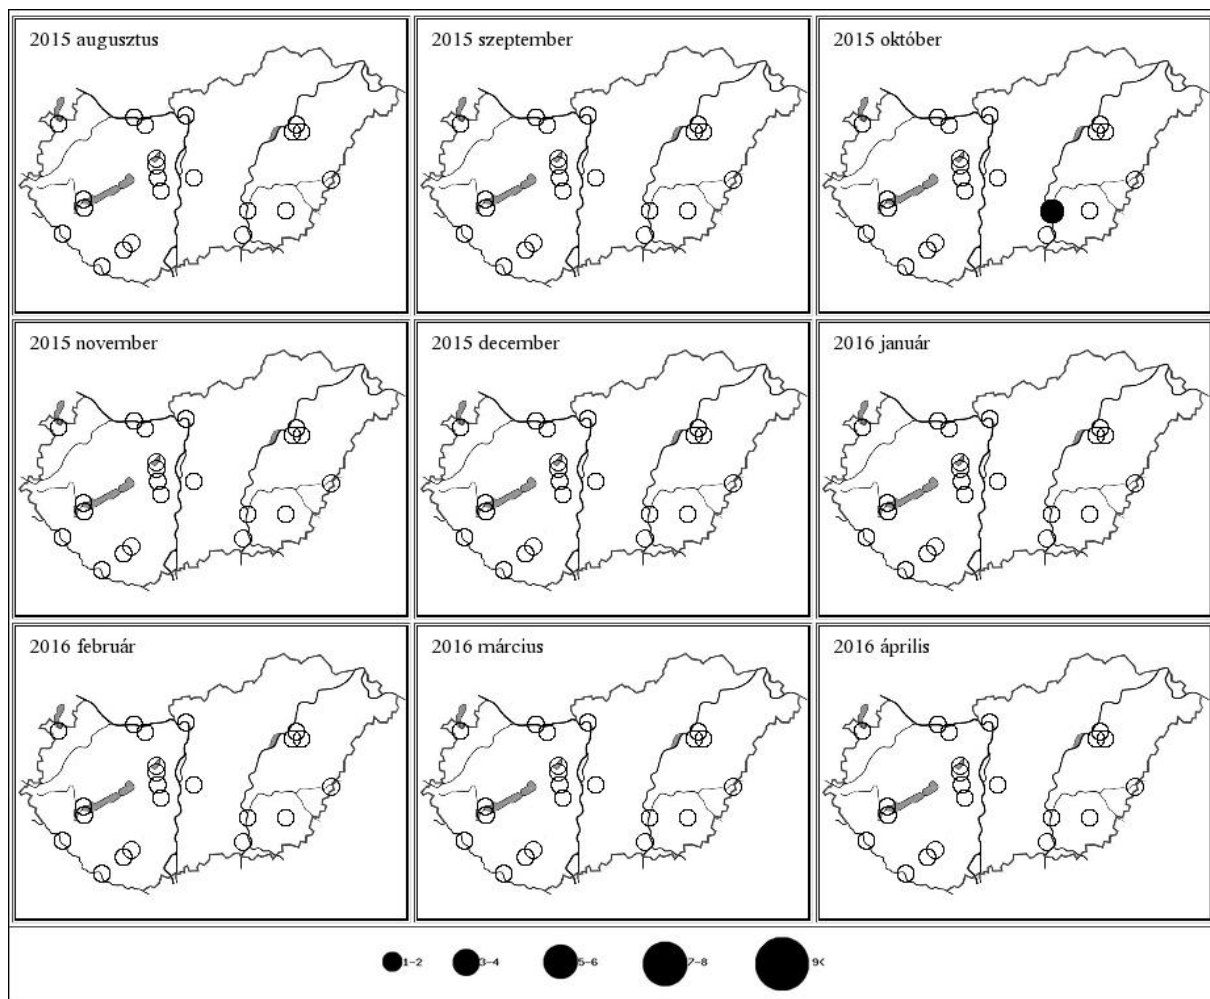 2015 augusztus
2015 szeptember
2015 október
2015 november
2015 december
2016 január
2016 február
2016 március
2016 április
1-2 3-4 5-6 7-8 9<